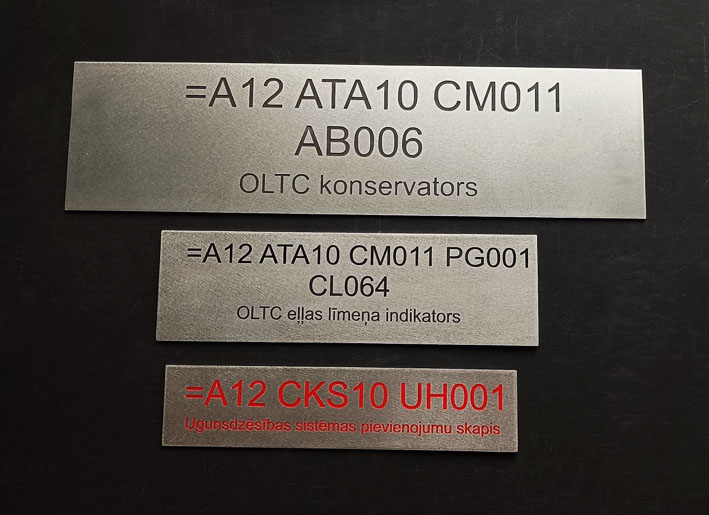 =A12 ATA10 CM011
AB006
OLTC konservators
=A12 ATA10 CM011 PG001
CL064
OLTC eļļas līmeņa indikators
=A12 CKS10 UH001
Ugunsdzēsības sistēmas pievienojumu skapis